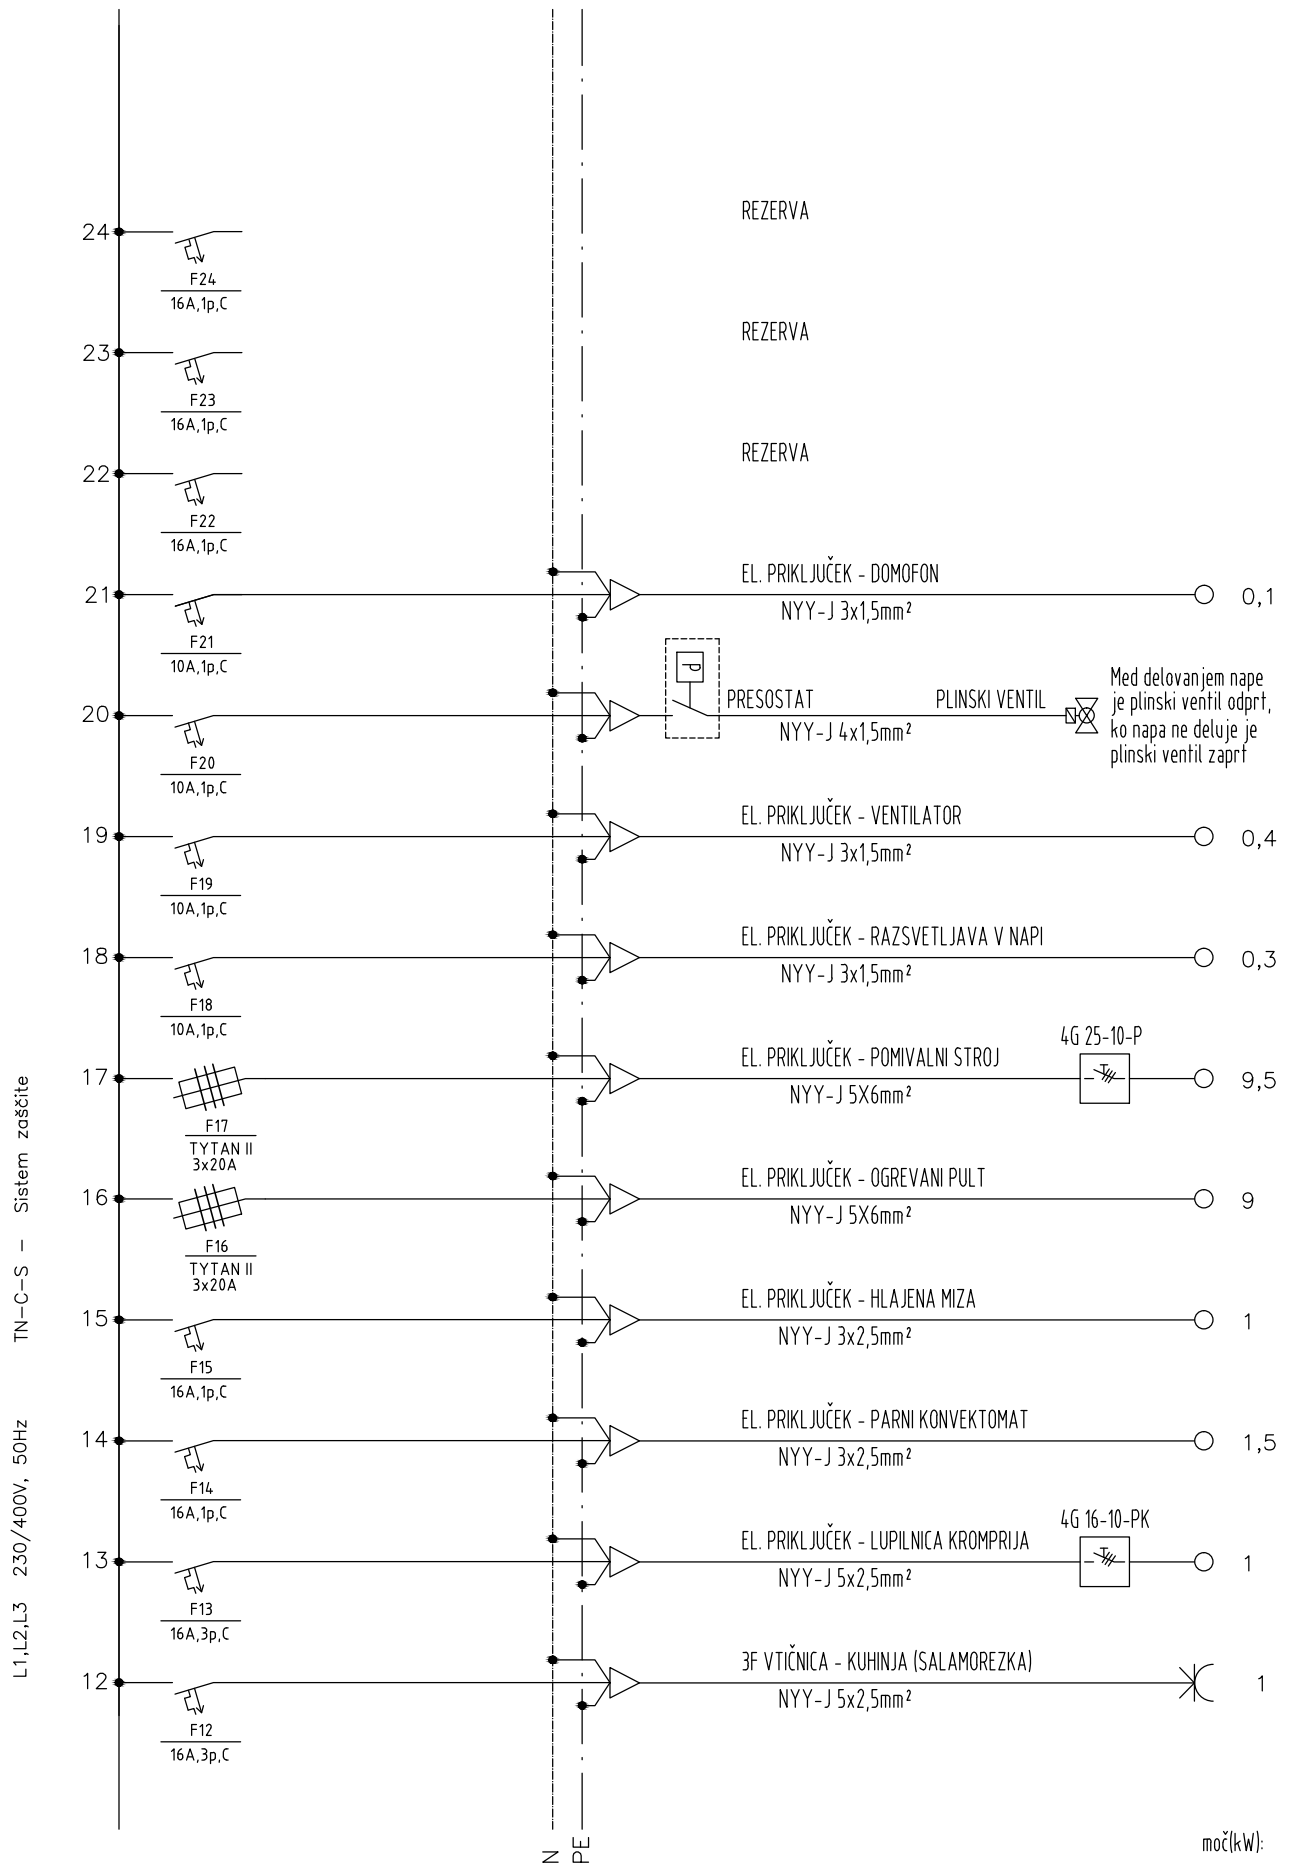 REZERVA
24
F24
16A,1p,C
REZERVA
23
F23
16A,1p,C
REZERVA
22
F22
16A,1p,C
EL. PRIKLJUČEK - DOMOFON
21
0,1
NYY-J 3x1,5mm²
F21
10A,1p,C
P
Med delovanjem nape
je plinski ventil odprt,
ko napa ne deluje je
plinski ventil zaprt
PRESOSTAT
PLINSKI VENTIL
20
NYY-J 4x1,5mm²
F20
10A,1p,C
EL. PRIKLJUČEK - VENTILATOR
19
0,4
NYY-J 3x1,5mm²
F19
10A,1p,C
EL. PRIKLJUČEK - RAZSVETLJAVA V NAPI
18
0,3
NYY-J 3x1,5mm²
F18
10A,1p,C
4G 25-10-P
EL. PRIKLJUČEK - POMIVALNI STROJ
17
9,5
NYY-J 5X6mm²
F17
TYTAN II
3x20A
EL. PRIKLJUČEK - OGREVANI PULT
16
9
NYY-J 5X6mm²
F16
TYTAN II
3x20A
EL. PRIKLJUČEK - HLAJENA MIZA
15
1
NYY-J 3x2,5mm²
F15
16A,1p,C
EL. PRIKLJUČEK - PARNI KONVEKTOMAT
14
1,5
NYY-J 3x2,5mm²
F14
16A,1p,C
4G 16-10-PK
EL. PRIKLJUČEK - LUPILNICA KROMPRIJA
13
1
NYY-J 5x2,5mm²
F13
16A,3p,C
3F VTIČNICA - KUHINJA (SALAMOREZKA)
12
1
NYY-J 5x2,5mm²
F12
16A,3p,C
L1,L2,L3 230/400V, 50Hz TN-C-S - Sistem zaščite
N
PE
moč(kW):